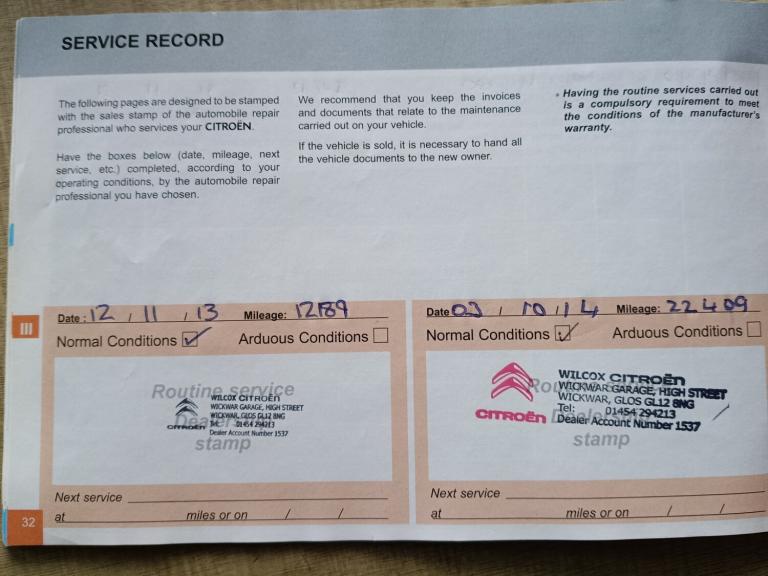 SERVICE RECORD
The following pages are designed to be stamped
with the sales stamp of the automobile repair
professional who services your CITROËN.
Have the boxes below (date, mileage, next
service, etc.) completed, according to your
operating conditions, by the automobile repair
professional you have chosen.
We recommend that you keep the invoices
and documents that relate to the maintenance
carried out on your vehicle.
If the vehicle is sold, it is necessary to hand all
the vehicle documents to the new owner.
• Having the routine services carried out
is a compulsory requirement to meet
the conditions of the manufacturer's
warranty.
III
Date: 12 / 11 / 13 Mileage: 12189
Normal Conditions ☑ Arduous Conditions ☐
Routine service
Dealer's
stamp
WILCOX CITROËN
WICKWAR GARAGE, HIGH STREET
WICKWAR, GLOS GL12 8NG
Tel: 01454 294213
Dealer Account Number 1537
CITROËN
Next service
at miles or on / /
Date 03 / 10 / 14 Mileage: 22409
Normal Conditions ☑ Arduous Conditions ☐
Routine service
stamp
WILCOX CITROËN
WICKWAR GARAGE, HIGH STREET
WICKWAR, GLOS GL12 8NG
Tel: 01454 294213
Dealer Account Number 1537
CITROËN
Next service
at miles or on / /
32